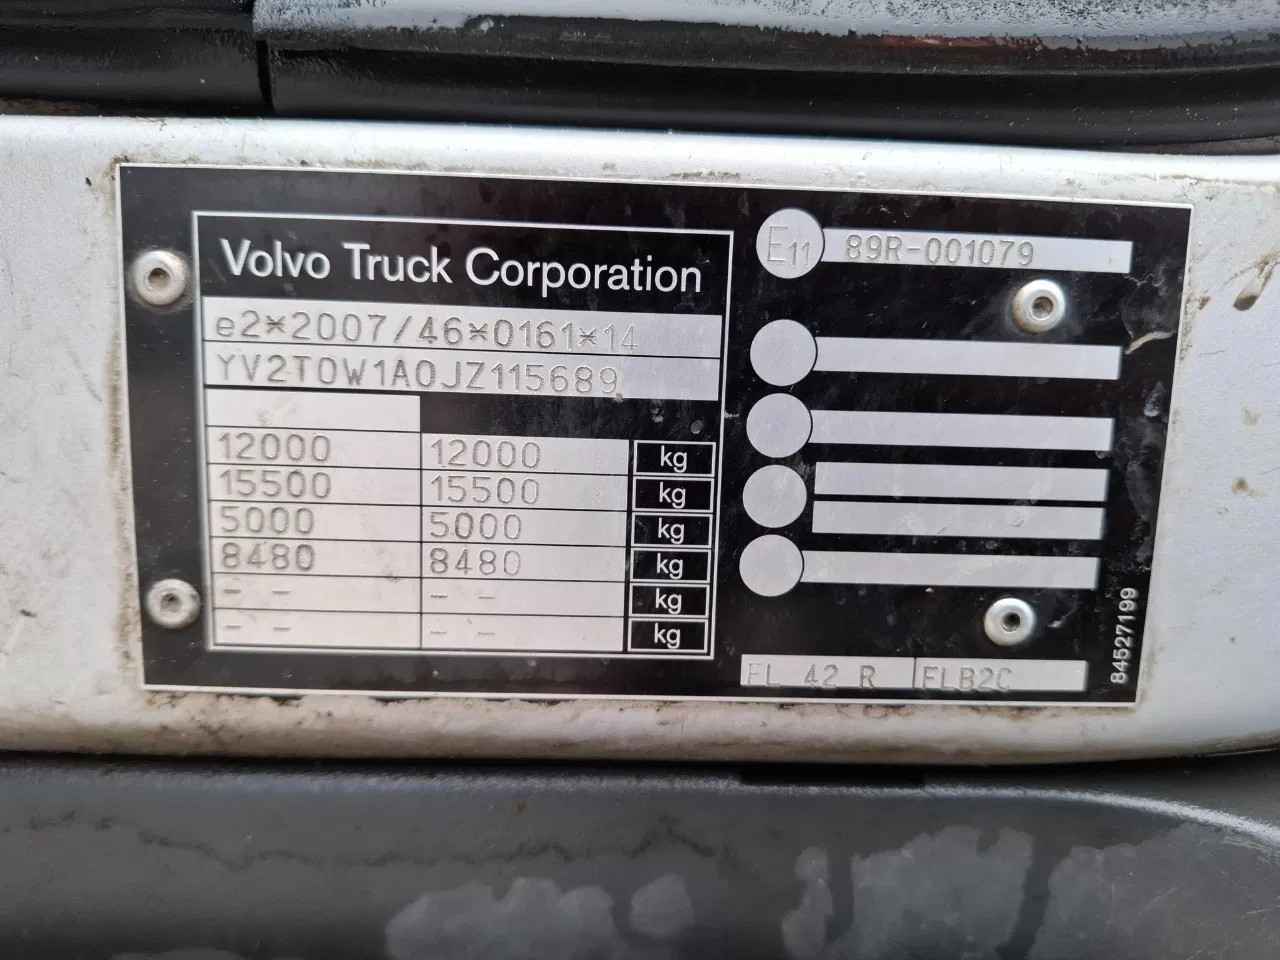 Volvo Truck Corporation
e2*2007/46*0161*14
YV2T0W1A0JZ115689
12000 12000 kg
15500 15500 kg
5000 5000 kg
8480 8480 kg
- - - - kg
- - - - kg
E11 89R-001079
FL 42 R FLB2C
84527199